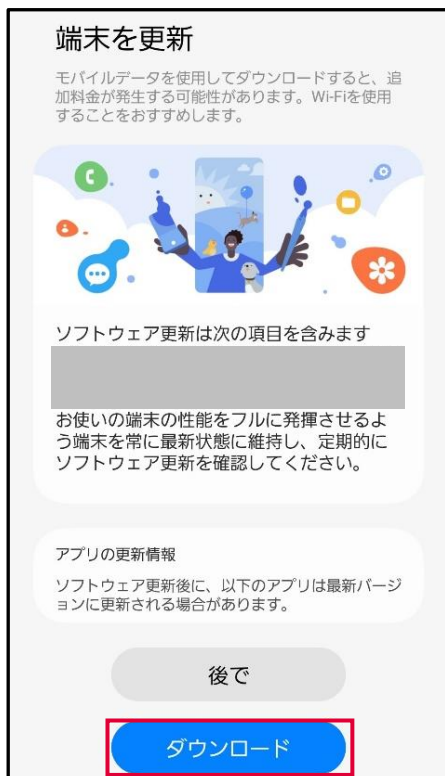 端末を更新
モバイルデータを使用してダウンロードすると、追
加料金が発生する可能性があります。Wi-Fiを使用
することをおすすめします。
ソフトウェア更新は次の項目を含みます
お使いの端末の性能をフルに発揮させるよ
う端末を常に最新状態に維持し、定期的に
ソフトウェア更新を確認してください。
アプリの更新情報
ソフトウェア更新後に、以下のアプリは最新バージ
ョンに更新される場合があります。
後で
ダウンロード